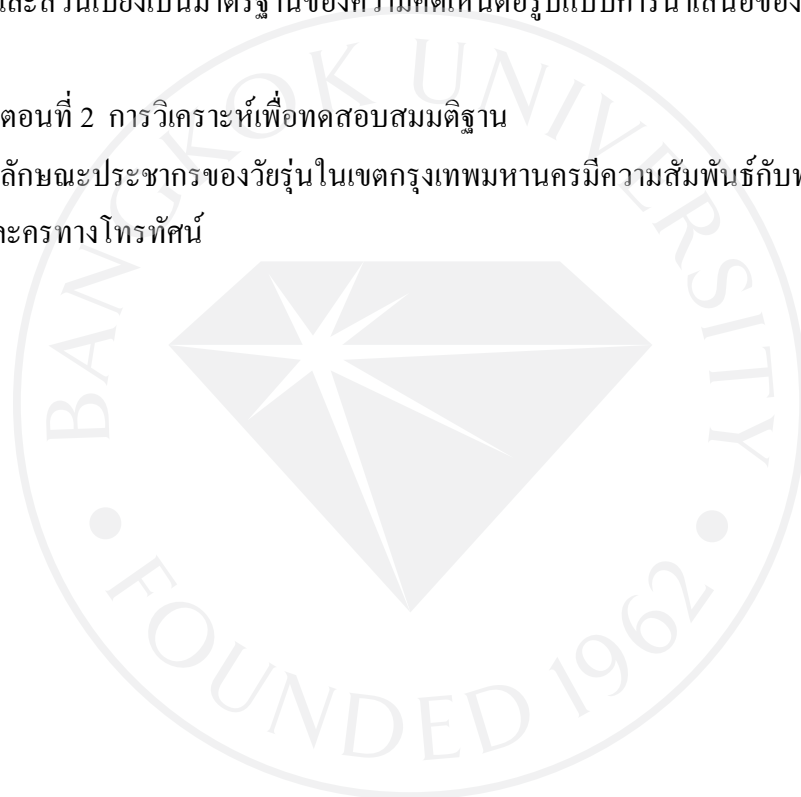 และส่วนเบี่ยงเบนมาตรฐานของความคิดเห็นต่อรูปแบบการนำเสนอของ
ตอนที่ 2 การวิเคราะห์เพื่อทดสอบสมมติฐาน
ลักษณะประชากรของวัยรุ่นในเขตกรุงเทพมหานครมีความสัมพันธ์กับ
ละครทางโทรทัศน์
BANGKOK UNIVERSITY
FOUNDED 1962